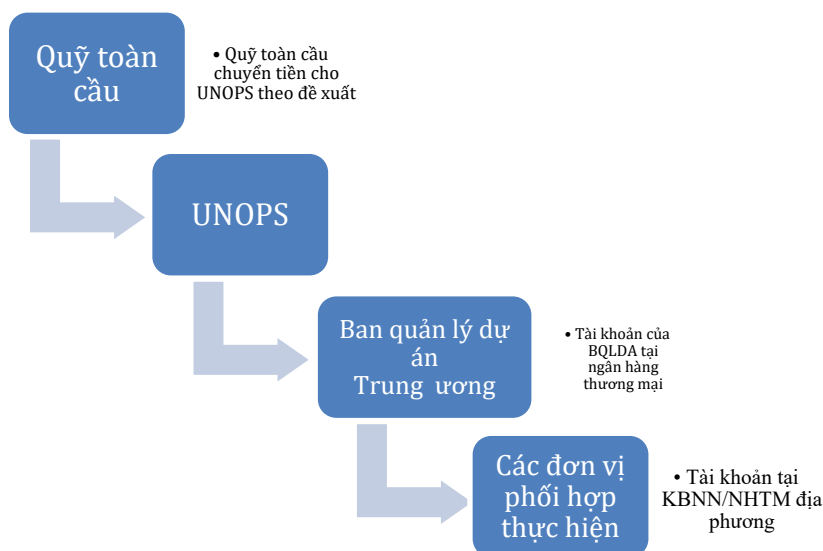 Quỹ toàn
cầu
• Quỹ toàn cầu
chuyển tiền cho
UNOPS theo đề xuất
UNOPS
Ban quản lý dự
án
Trung ương
• Tài khoản của
BQLDA tại
ngân hàng
thương mại
Các đơn vị
phối hợp
thực hiện
• Tài khoản tại
KBNN/NHTM địa
phương